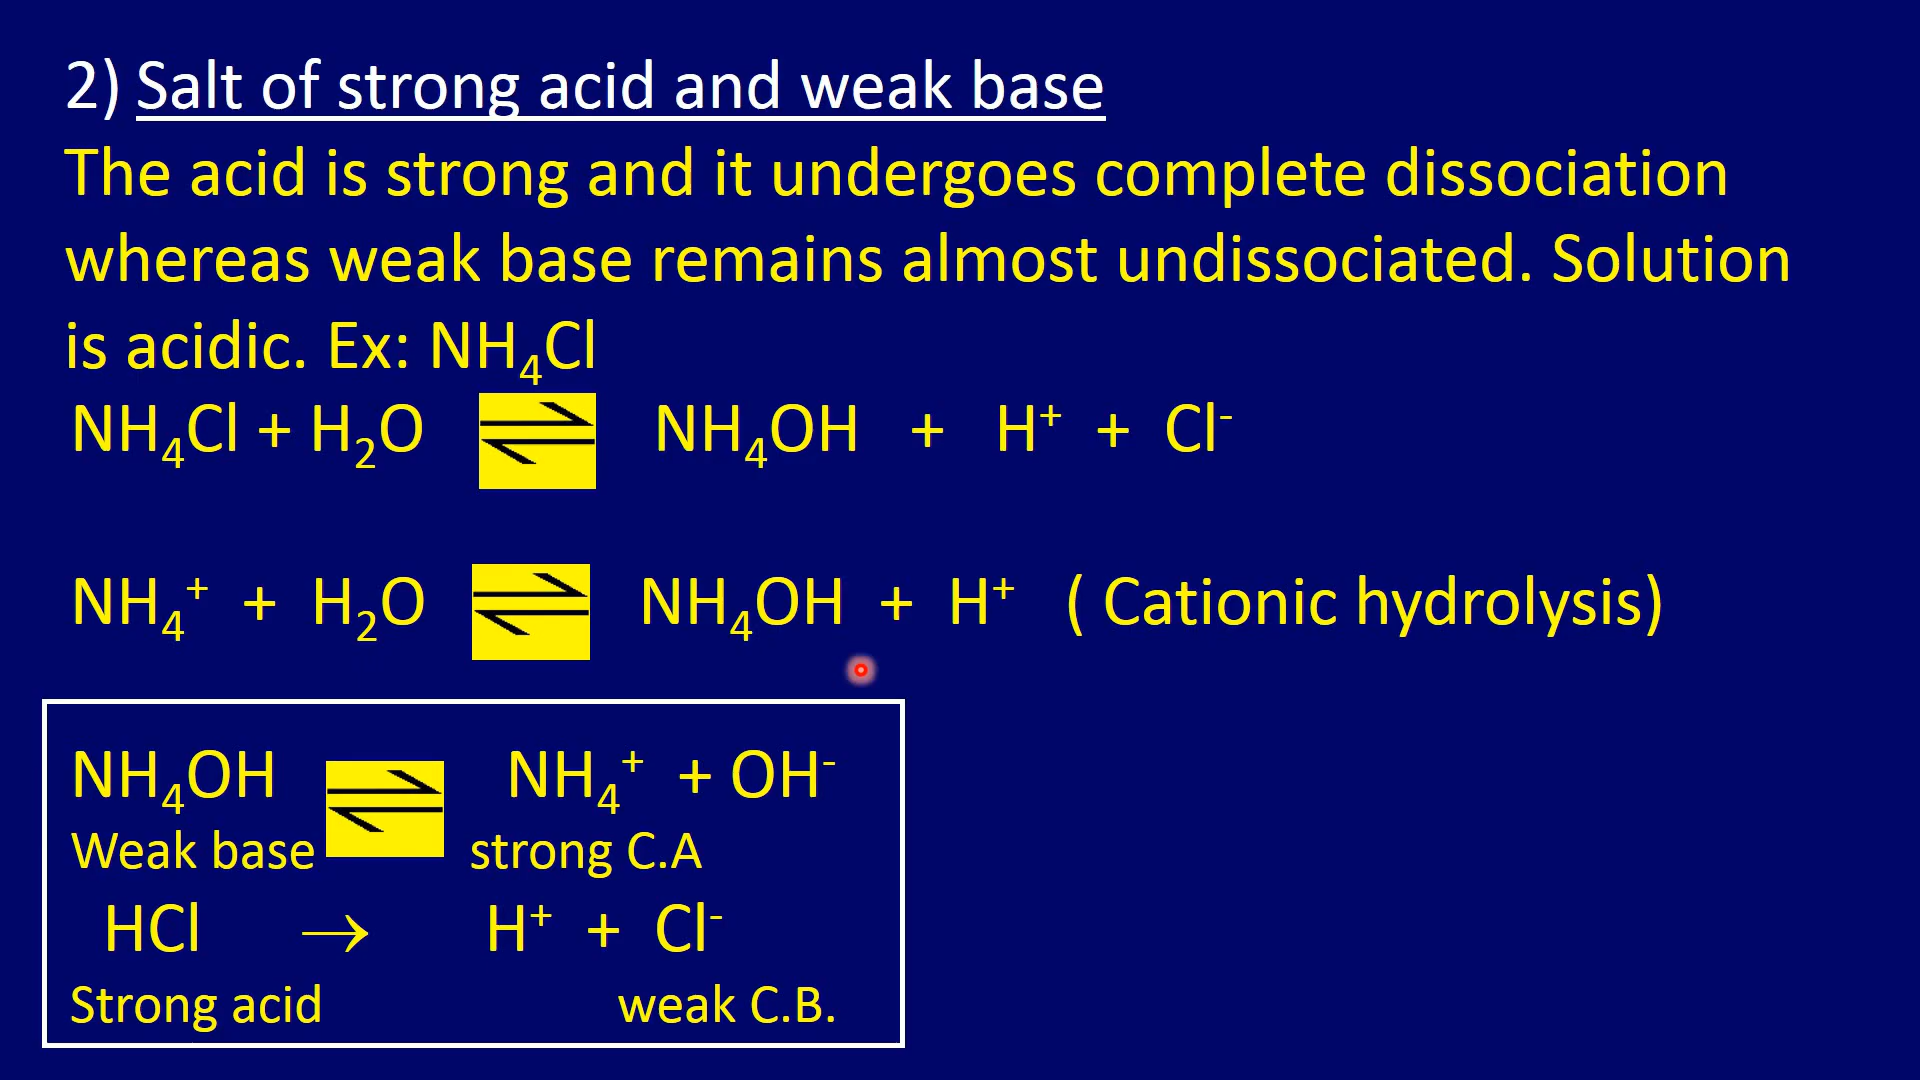 2) Salt of strong acid and weak base
The acid is strong and it undergoes complete dissociation
whereas weak base remains almost undissociated. Solution
is acidic. Ex: NH₄Cl
NH₄Cl + H₂O ⇌ NH₄OH + H⁺ + Cl⁻
NH₄⁺ + H₂O ⇌ NH₄OH + H⁺ ( Cationic hydrolysis)
NH₄OH ⇌ NH₄⁺ + OH⁻
Weak base strong C.A
HCl → H⁺ + Cl⁻
Strong acid weak C.B.